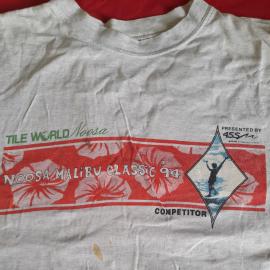 TILE WORLD Noosa
NOOSA MALIBU CLASSIC '94
PRESENTED BY
COMPETITOR